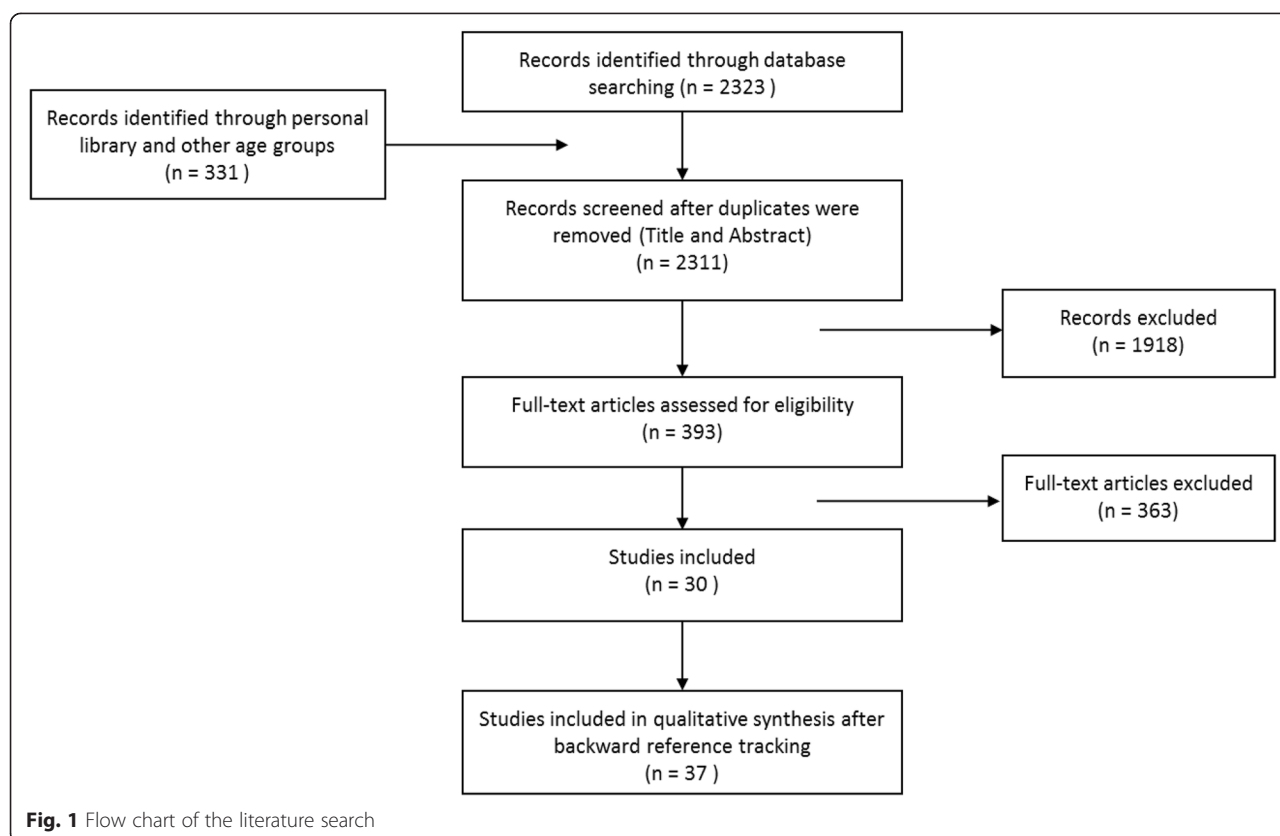 Records identified through database
searching (n = 2323 )
Records identified through personal
library and other age groups
(n = 331 )
Records screened after duplicates were
removed (Title and Abstract)
(n = 2311)
Records excluded
(n = 1918)
Full-text articles assessed for eligibility
(n = 393)
Full-text articles excluded
(n = 363)
Studies included
(n = 30 )
Studies included in qualitative synthesis after
backward reference tracking
(n = 37 )
Fig. 1 Flow chart of the literature search